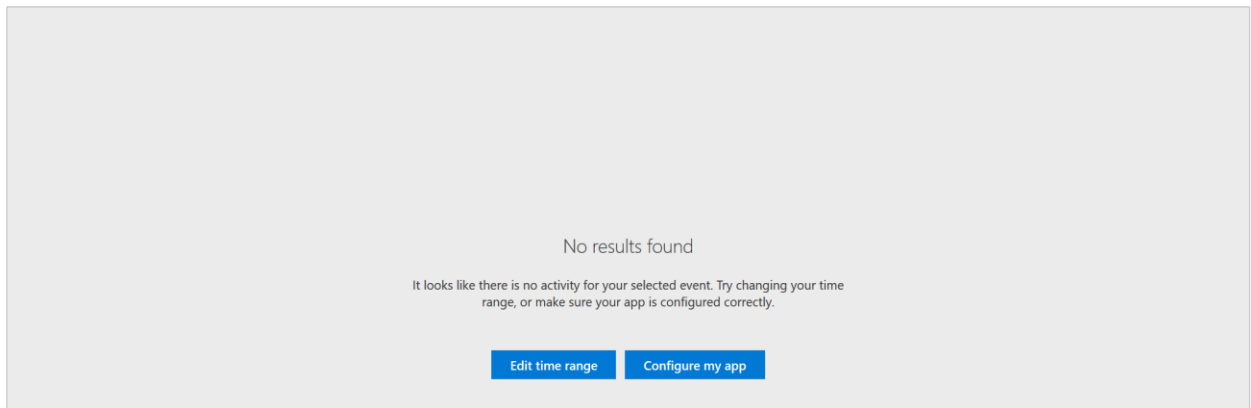 No results found
It looks like there is no activity for your selected event. Try changing your time
range, or make sure your app is configured correctly.
Edit time range
Configure my app